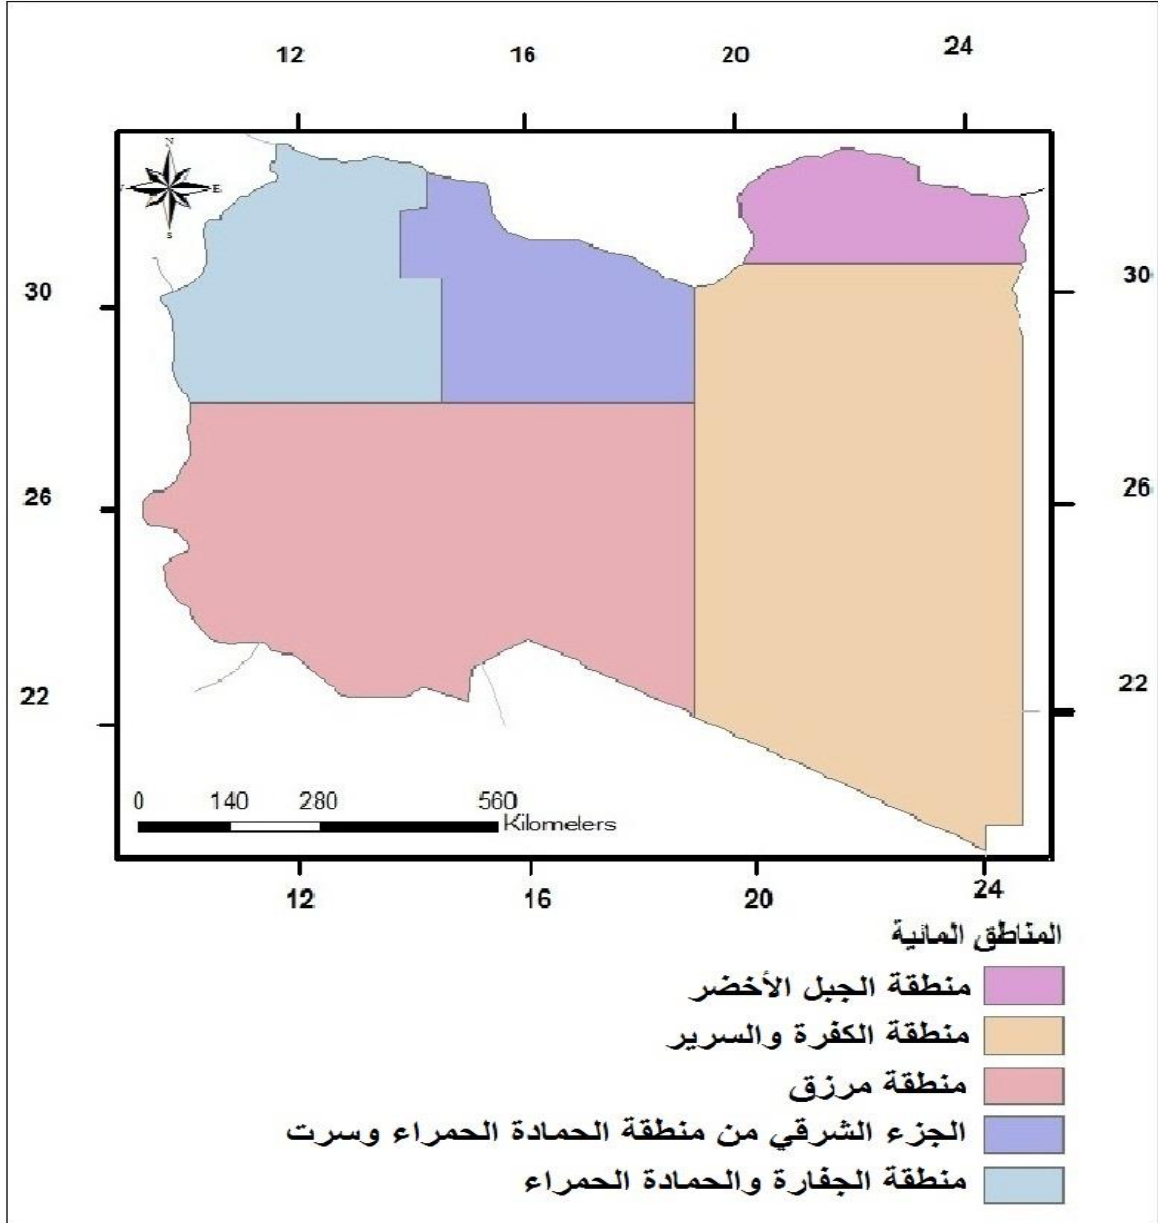 12 16 20 24
N
E
S
30 30
26 26
22 22
0 140 280 560
Kilomelers
12 16 20 24
المناطق المائية
منطقة الجبل الأخضر
منطقة الكفرة والسرير
منطقة مرزق
الجزء الشرقي من منطقة الحمادة الحمراء وسرت
منطقة الجفارة والحمادة الحمراء